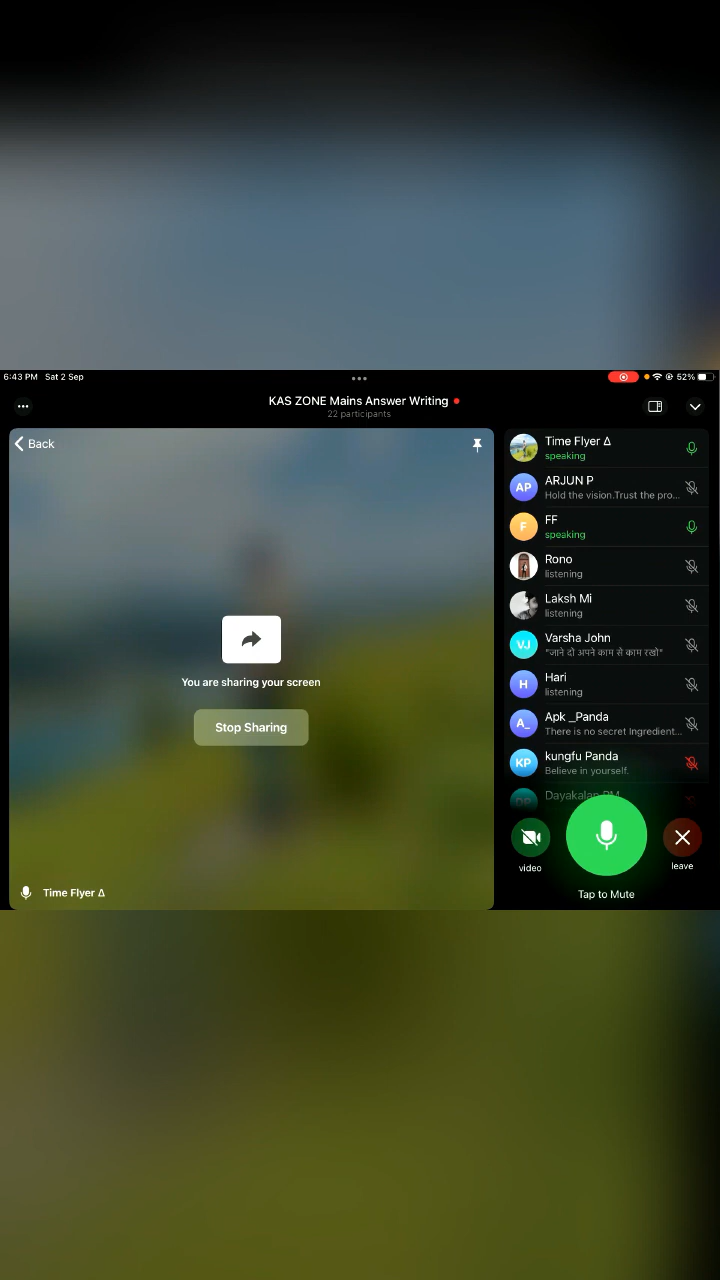 6:43 PM Sat 2 Sep
52%
KAS ZONE Mains Answer Writing
22 participants
Back
You are sharing your screen
Stop Sharing
Time Flyer Δ
Time Flyer Δ
speaking
AP
ARJUN P
Hold the vision.Trust the pro...
F
FF
speaking
Rono
listening
Laksh Mi
listening
VJ
Varsha John
"जाने दो अपने काम से काम रखो"
H
Hari
listening
A_
Apk _Panda
There is no secret Ingredient...
KP
kungfu Panda
Believe in yourself.
DP
Dayakalan PM
video
leave
Tap to Mute